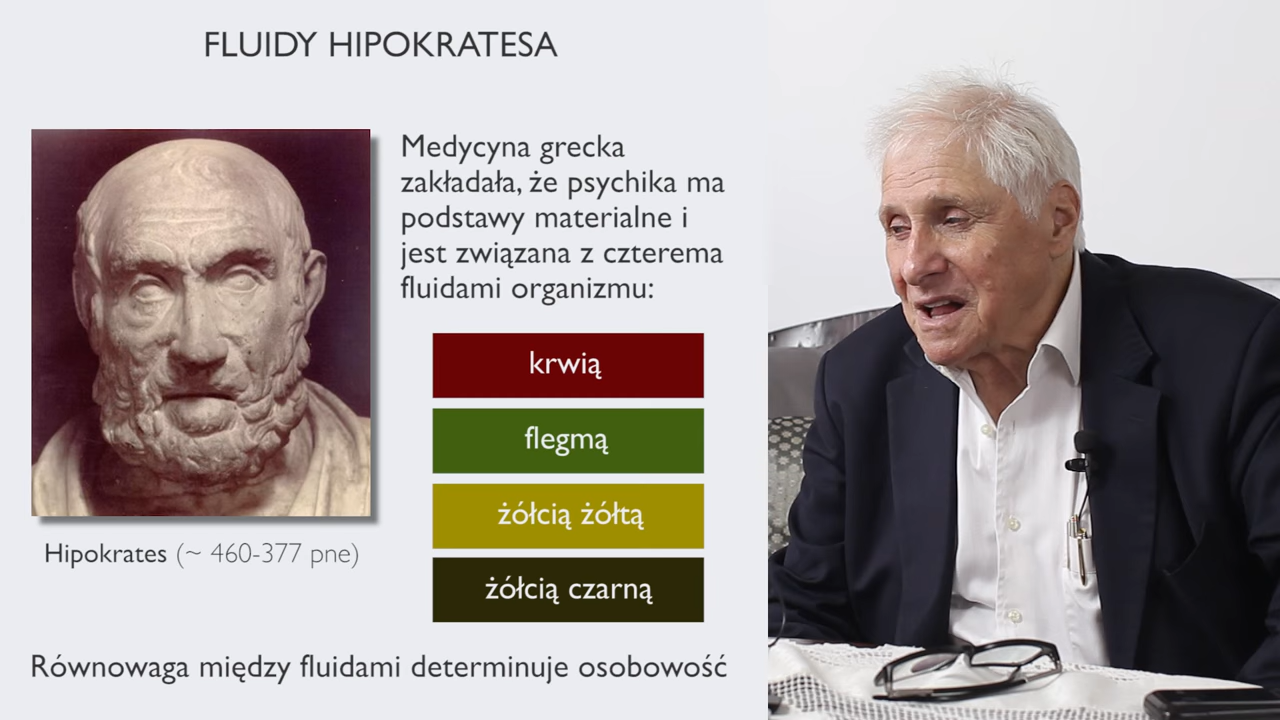 FLUIDY HIPOKRATESA
Medycyna grecka
zakładała, że psychika ma
podstawy materialne i
jest związana z czterema
fluidami organizmu:
krwią
flegmą
żółcią żółtą
żółcią czarną
Hipokrates (~ 460-377 pne)
Równowaga między fluidami determinuje osobowość